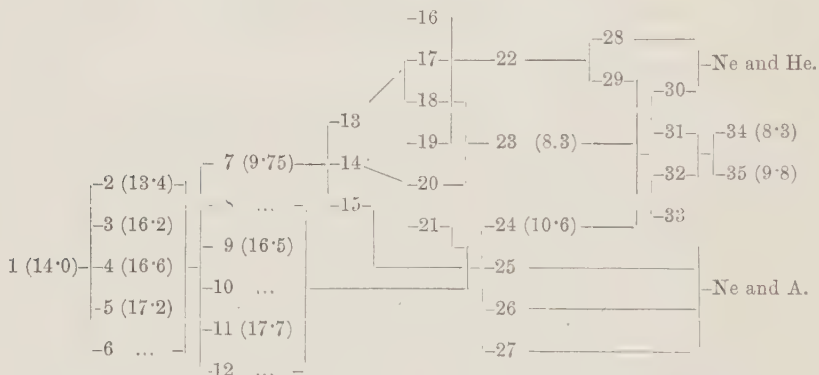 -16
-28
-17- 22 -Ne and He.
-29
-30-
-18-
-13
-31- -34 (8·3)
-19- 23 (8.3)
- 7 (9·75) -14
-32- -35 (9·8)
-2 (13·4) -20
... -15
-33
-3 (16·2) -21 -24 (10·6)
- 9 (16·5)
1 (14·0) -4 (16·6) -25
-10 ... -Ne and A.
-5 (17·2) -26
-11 (17·7)
-6 ... -27
-12 ...